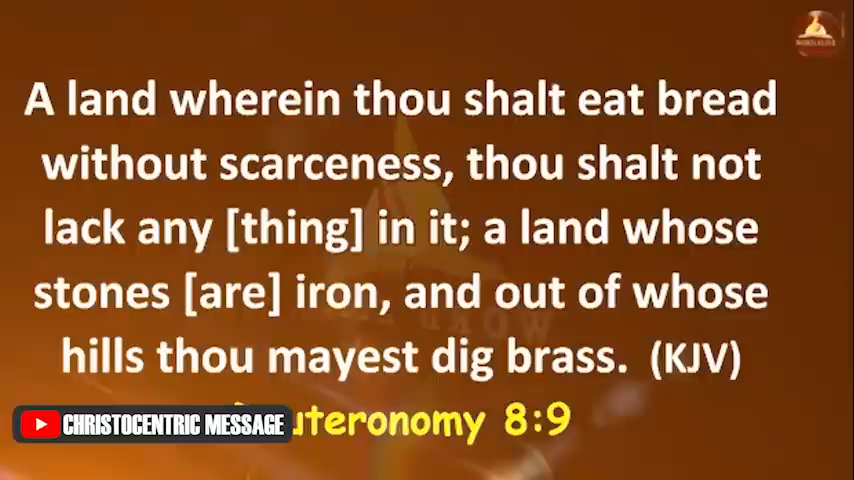 A land wherein thou shalt eat bread
without scarceness, thou shalt not
lack any [thing] in it; a land whose
stones [are] iron, and out of whose
hills thou mayest dig brass. (KJV)
8:9
CHRISTOCENTRIC MESSAGE